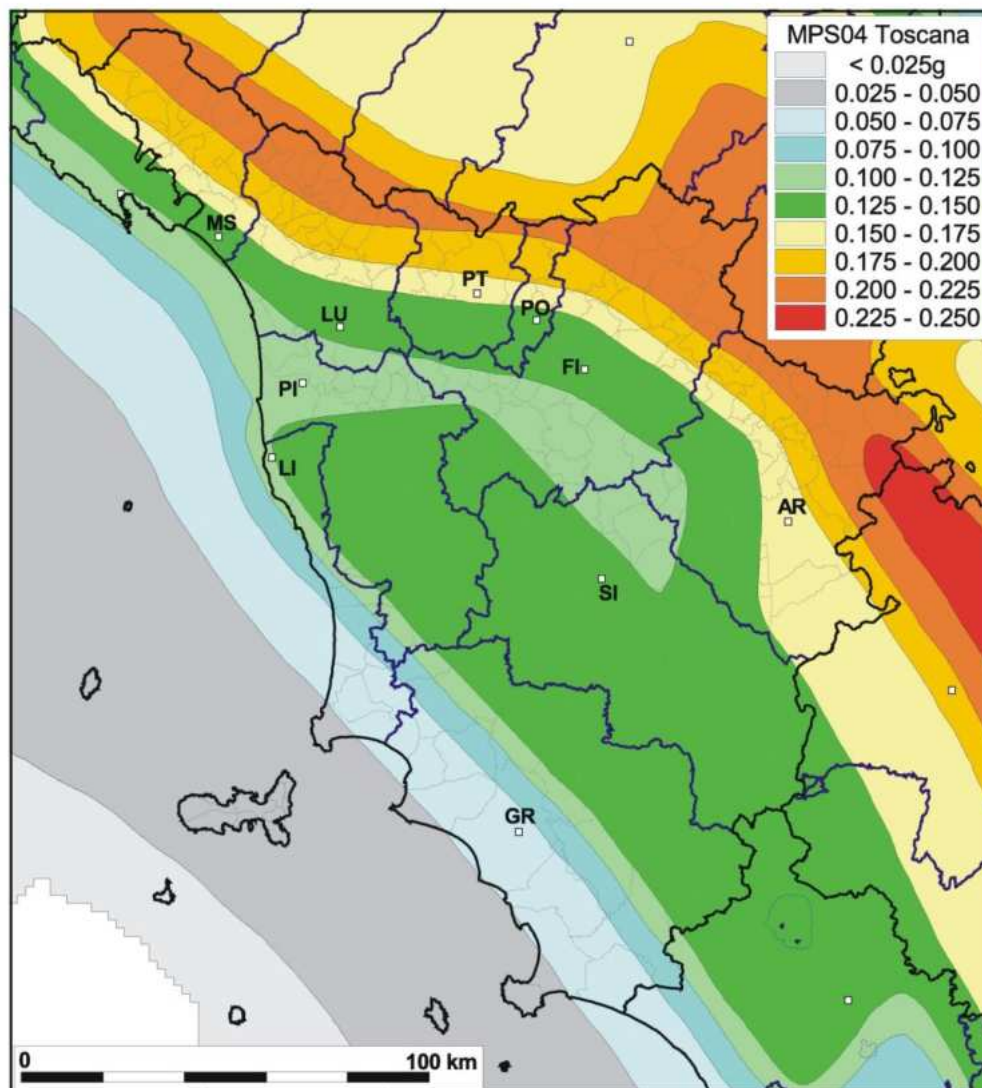 MPS04 Toscana
< 0.025g
0.025 - 0.050
0.050 - 0.075
0.075 - 0.100
0.100 - 0.125
0.125 - 0.150
0.150 - 0.175
0.175 - 0.200
0.200 - 0.225
0.225 - 0.250
MS
PT
LU
PO
FI
PI
LI
AR
SI
GR
0 100 km